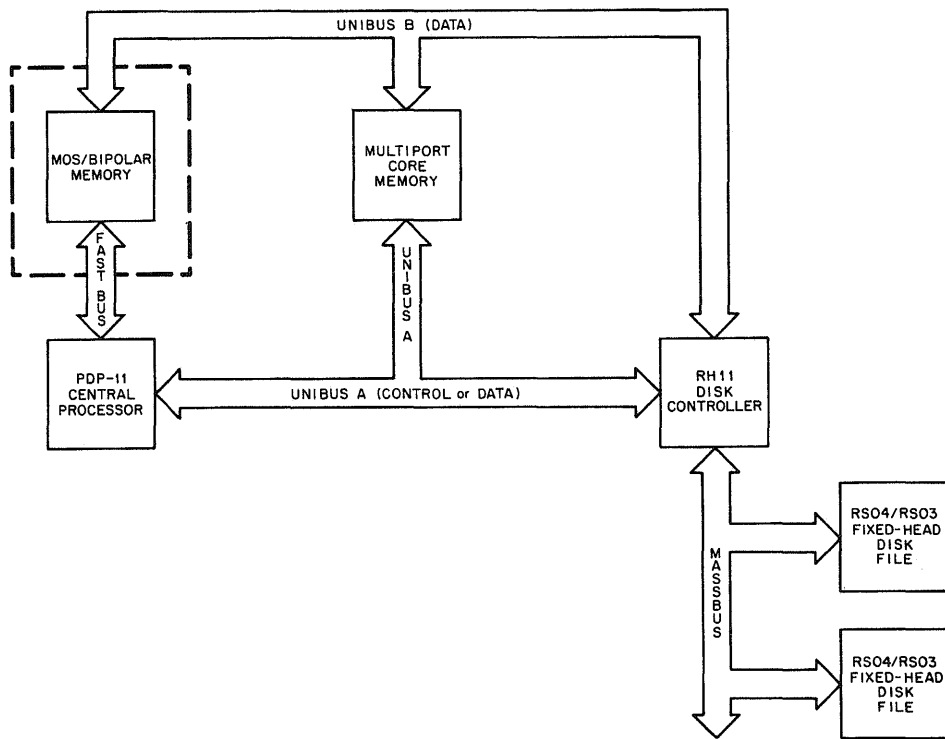 UNIBUS B (DATA)
MOS/BIPOLAR
MEMORY
MULTIPORT
CORE
MEMORY
FAST BUS
UNIBUS A
PDP-11
CENTRAL
PROCESSOR
UNIBUS A (CONTROL or DATA)
RH11
DISK
CONTROLLER
MASSBUS
RS04/RS03
FIXED-HEAD
DISK
FILE
RS04/RS03
FIXED-HEAD
DISK
FILE